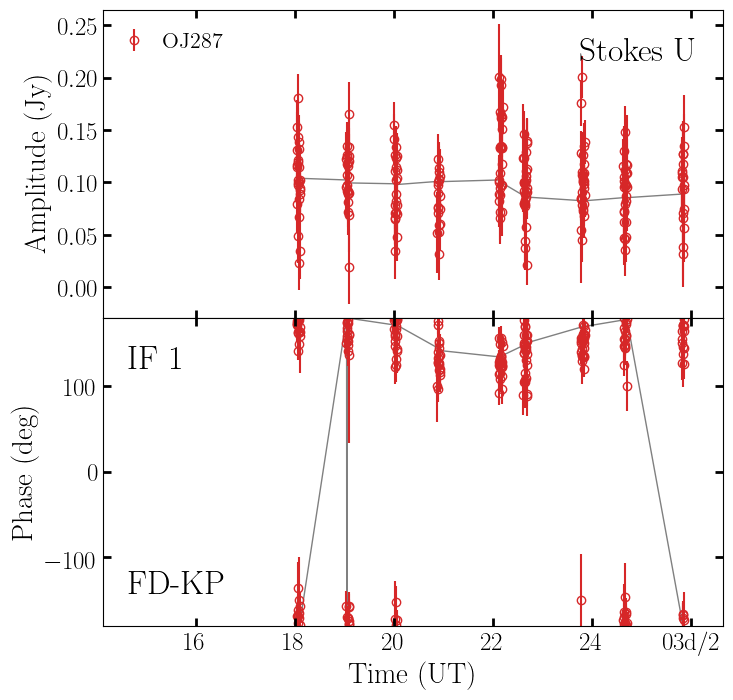 OJ287
Stokes U
0.25
0.20
0.15
0.10
0.05
0.00
Amplitude (Jy)
IF 1
100
0
−100
Phase (deg)
FD-KP
16 18 20 22 24 03d/2
Time (UT)